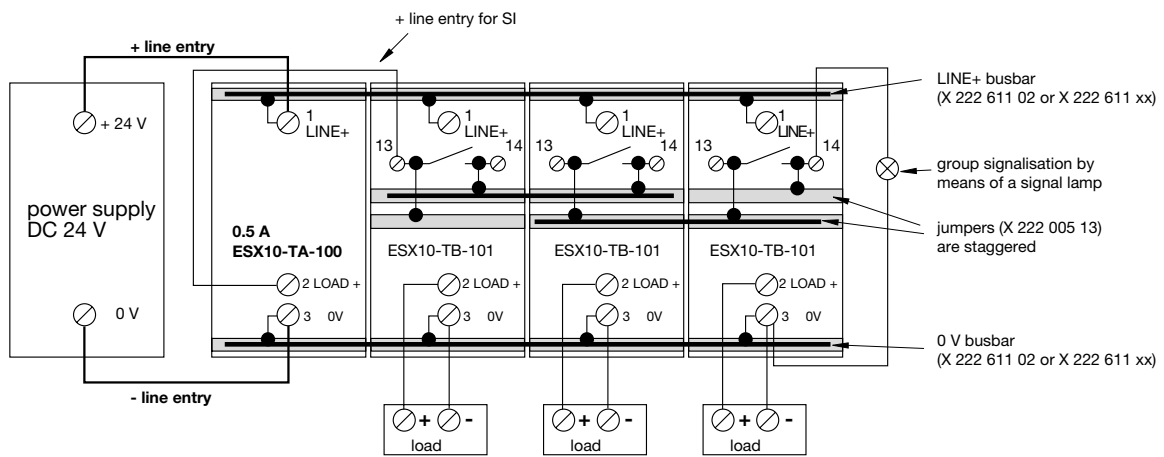 + line entry for SI
+ line entry
LINE+ busbar
(X 222 611 02 or X 222 611 xx)
+ 24 V
1
LINE+
1
LINE+
1
LINE+
1
LINE+
13
14
13
14
13
14
group signalisation by
means of a signal lamp
power supply
DC 24 V
jumpers (X 222 005 13)
are staggered
0.5 A
ESX10-TA-100
ESX10-TB-101
ESX10-TB-101
ESX10-TB-101
2 LOAD +
2 LOAD +
2 LOAD +
2 LOAD +
0 V
3 0V
3 0V
3 0V
3 0V
0 V busbar
(X 222 611 02 or X 222 611 xx)
- line entry
+ -
load
+ -
load
+ -
load